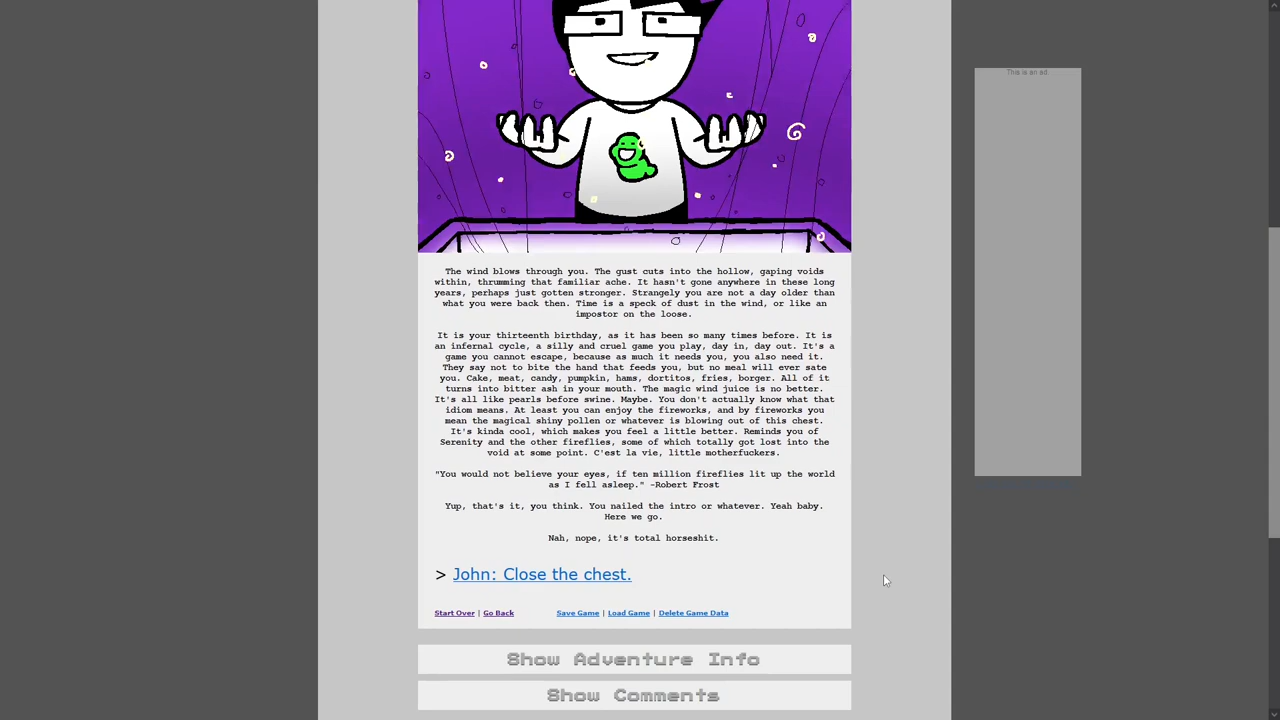 This is an ad.
The wind blows through you. The gust cuts into the hollow, gaping voids
within, thrumming that familiar ache. It hasn't gone anywhere in these long
years, perhaps just gotten stronger. Strangely you are not a day older than
what you were back then. Time is a speck of dust in the wind, or like an
impostor on the loose.
It is your thirteenth birthday, as it has been so many times before. It is
an infernal cycle, a silly and cruel game you play, day in, day out. It's a
game you cannot escape, because as much it needs you, you also need it.
They say not to bite the hand that feeds you, but no meal will ever sate
you. Cake, meat, candy, pumpkin, hams, dortitos, fries, borger. All of it
turns into bitter ash in your mouth. The magic wind juice is no better.
It's all like pearls before swine. Maybe. You don't actually know what that
idiom means. At least you can enjoy the fireworks, and by fireworks you
mean the magical shiny pollen or whatever is blowing out of this chest.
It's kinda cool, which makes you feel a little better. Reminds you of
Serenity and the other fireflies, some of which totally got lost into the
void at some point. C'est la vie, little motherfuckers.
"You would not believe your eyes, if ten million fireflies lit up the world
as I fell asleep." -Robert Frost
Yup, that's it, you think. You nailed the intro or whatever. Yeah baby.
Here we go.
Nah, nope, it's total horseshit.
> John: Close the chest.
Start Over | Go Back Save Game | Load Game | Delete Game Data
Show Adventure Info
Show Comments